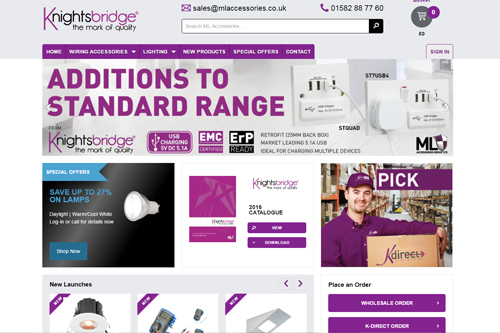 Knightsbridge®
the mark of quality
sales@mlaccessories.co.uk
01582 88 77 60
BASKET
0
£0
Search ML Accessories...
HOME
WIRING ACCESSORIES
LIGHTING
NEW PRODUCTS
SPECIAL OFFERS
CONTACT
SIGN IN
ADDITIONS TO
STANDARD RANGE
ST7USB4
STQUAD
FROM
Knightsbridge®
the mark of quality
USB
CHARGING
5V DC 5.1A
EMC
CERTIFIED
ErP
READY
RETROFIT (25MM BACK BOX)
MARKET LEADING 5.1A USB
IDEAL FOR CHARGING MULTIPLE DEVICES
ML
SPECIAL OFFERS
SAVE UP TO 27%
ON LAMPS
Daylight | Warm/Cool White
Log in or call for details now
Shop Now
Knightsbridge
Knightsbridge®
the mark of quality
2016
CATALOGUE
VIEW
DOWNLOAD
PICK
Kdirect
New Launches
NEW
NEW
NEW
Place an Order
WHOLESALE ORDER
K-DIRECT ORDER